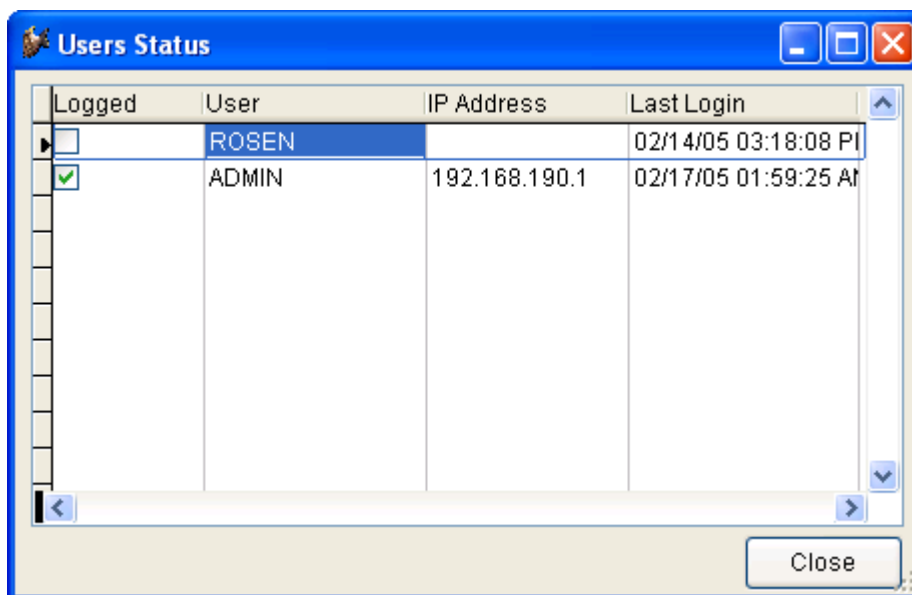 Users Status
Logged User IP Address Last Login
ROSEN 02/14/05 03:18:08 P
ADMIN 192.168.190.1 02/17/05 01:59:25 A
Close